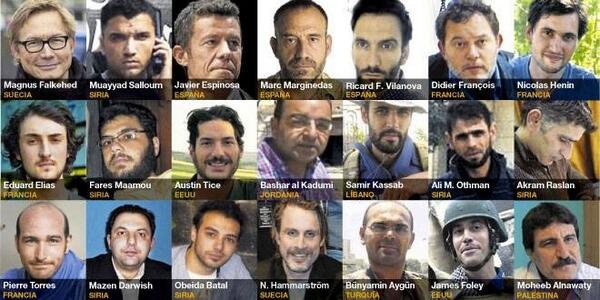 Magnus Falkehed
SUECIA
Muayyad Salloum
SIRIA
Javier Espinosa
ESPAÑA
Marc Marginedas
ESPAÑA
Ricard F. Vilanova
ESPAÑA
Didier François
FRANCIA
Nicolas Henin
FRANCIA
Eduard Elias
FRANCIA
Fares Maamou
SIRIA
Austin Tice
EEUU
Bashar al Kadumi
JORDANIA
Samir Kassab
LÍBANO
Ali M. Othman
SIRIA
Akram Raslan
SIRIA
Pierre Torres
FRANCIA
Mazen Darwish
SIRIA
Obeida Batal
SIRIA
N. Hammarström
SUECIA
Búnyamin Aygün
TURQUÍA
James Foley
EEUU
Moheeb Alnawaty
PALESTINA